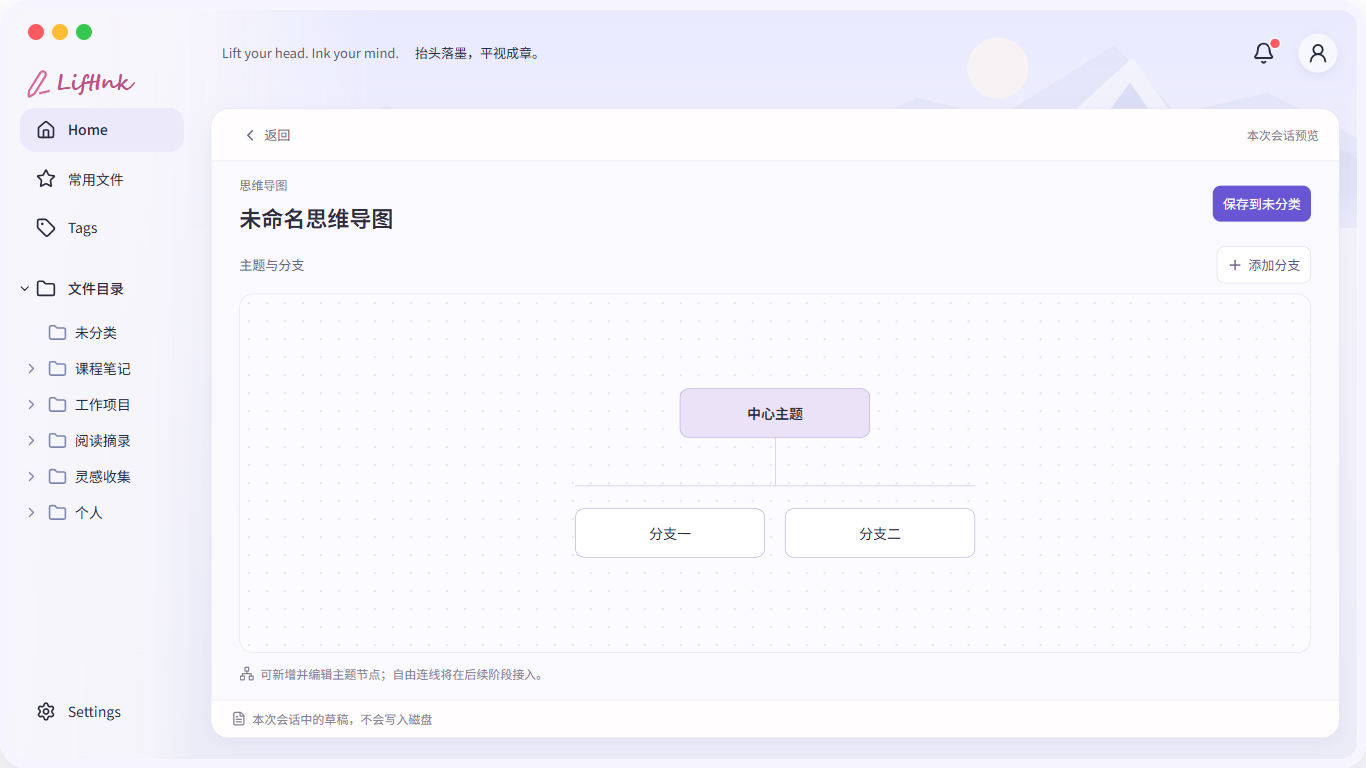 LiftInk
Home
常用文件
Tags
文件目录
未分类
课程笔记
工作项目
阅读摘录
灵感收集
个人
Settings
Lift your head. Ink your mind. 抬头落墨，平视成章。
返回
本次会话预览
思维导图
未命名思维导图
保存到未分类
主题与分支
添加分支
中心主题
分支一
分支二
可新增并编辑主题节点；自由连线将在后续阶段接入。
本次会话中的草稿，不会写入磁盘